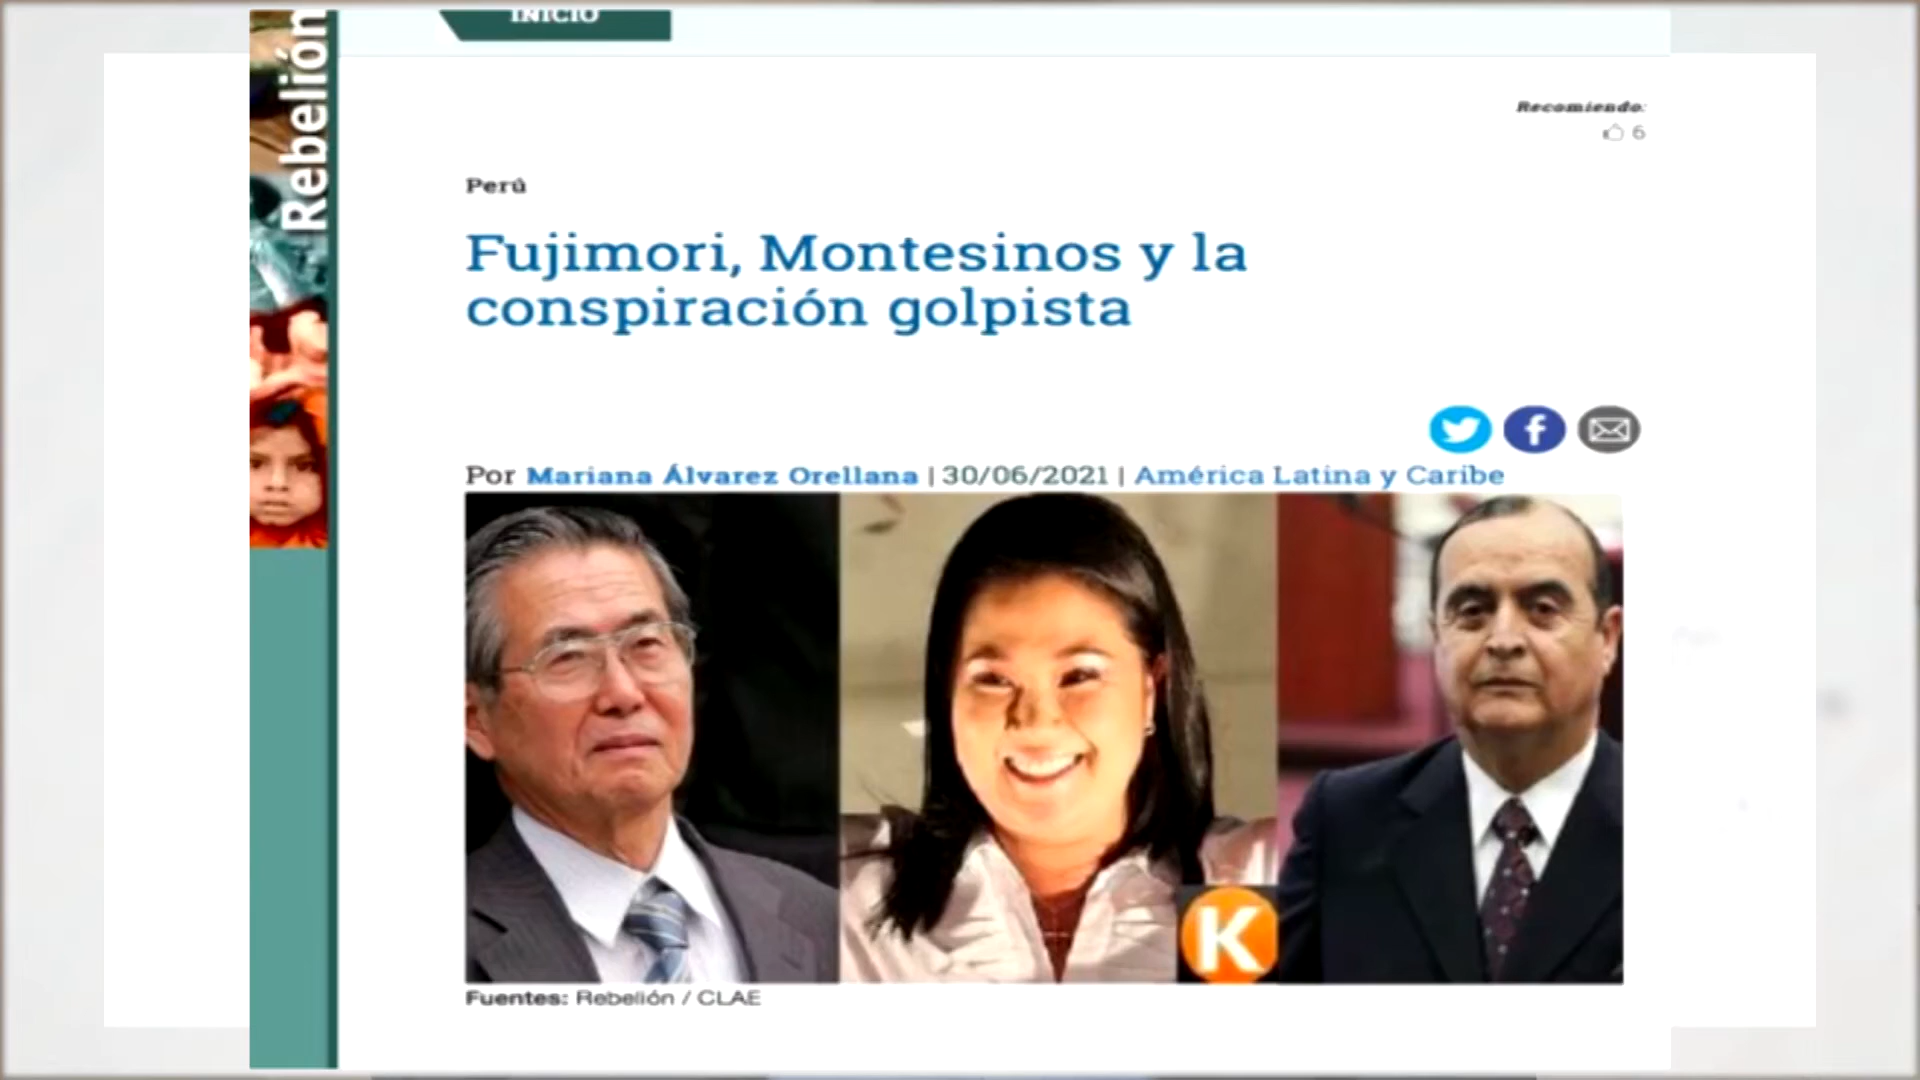 INICIO
Rebelión
Recomiendo:
6
Perú
Fujimori, Montesinos y la
conspiración golpista
Por Mariana Álvarez Orellana | 30/06/2021 | América Latina y Caribe
K
Fuentes: Rebelión / CLAE